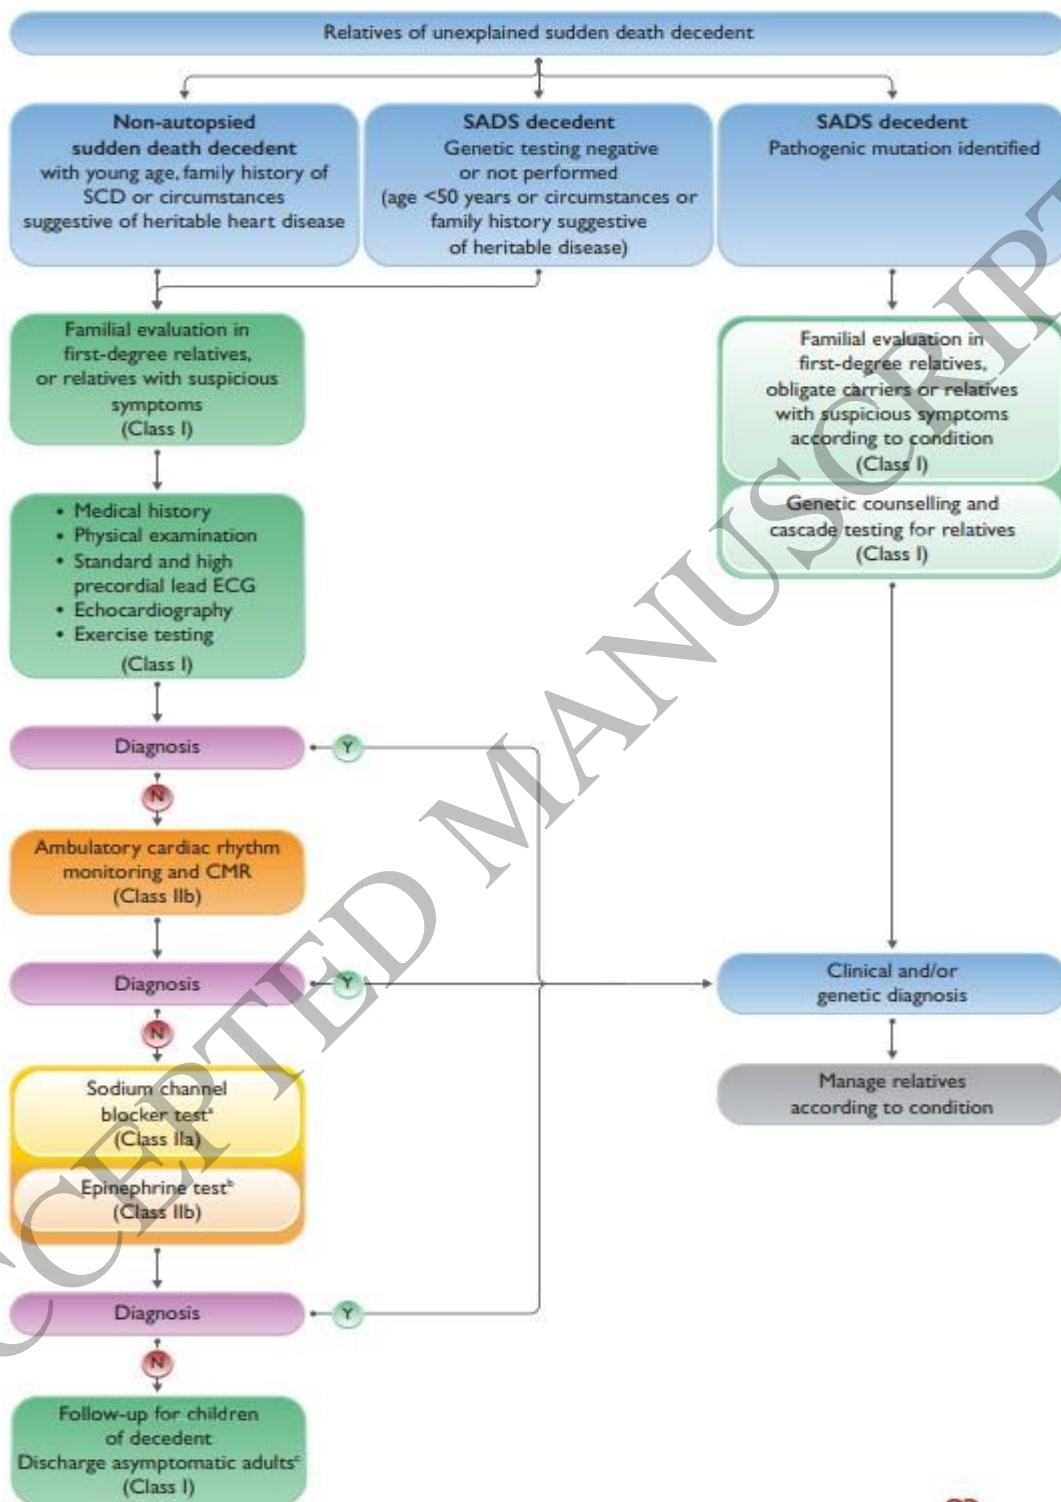 Relatives of unexplained sudden death decedent
Non-autopsied
sudden death decedent
with young age, family history of
SCD or circumstances
suggestive of heritable heart disease
SADS decedent
Genetic testing negative
or not performed
(age <50 years or circumstances or
family history suggestive
of heritable disease)
SADS decedent
Pathogenic mutation identified
Familial evaluation in
first-degree relatives,
or relatives with suspicious
symptoms
(Class I)
Familial evaluation in
first-degree relatives,
obligate carriers or relatives
with suspicious symptoms
according to condition
(Class I)
Genetic counselling and
cascade testing for relatives
(Class I)
• Medical history
• Physical examination
• Standard and high
precordial lead ECG
• Echocardiography
• Exercise testing
(Class I)
Diagnosis
Y
N
Ambulatory cardiac rhythm
monitoring and CMR
(Class IIb)
Diagnosis
Y
N
Clinical and/or
genetic diagnosis
Manage relatives
according to condition
Sodium channel
blocker testᵃ
(Class IIa)
Epinephrine testᵇ
(Class IIb)
Diagnosis
Y
N
Follow-up for children
of decedent
Discharge asymptomatic adultsᶜ
(Class I)
ACCEPTED MANUSCRIPT